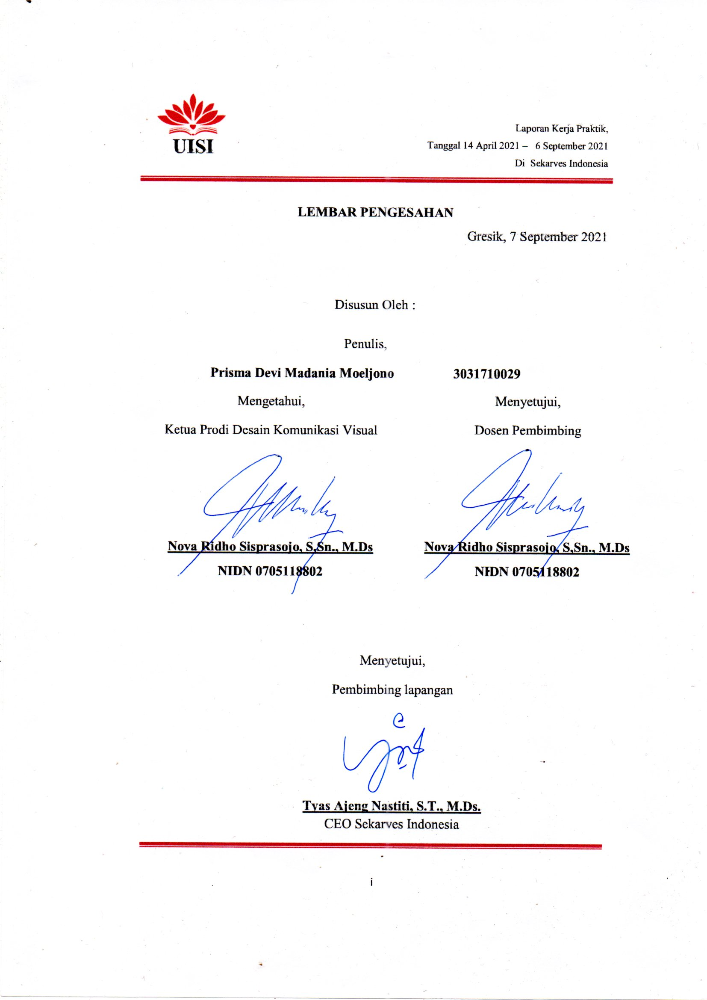 UISI
Laporan Kerja Praktik,
Tanggal 14 April 2021 – 6 September 2021
Di Sekarves Indonesia
LEMBAR PENGESAHAN
Gresik, 7 September 2021
Disusun Oleh :
Penulis,
Prisma Devi Madania Moeljono 3031710029
Mengetahui, Menyetujui,
Ketua Prodi Desain Komunikasi Visual Dosen Pembimbing
Nova Ridho Sisprasojo, S,Sn., M.Ds Nova Ridho Sisprasojo, S,Sn., M.Ds
NIDN 0705118802 NIDN 0705118802
Menyetujui,
Pembimbing lapangan
Tyas Ajeng Nastiti, S.T., M.Ds.
CEO Sekarves Indonesia
i